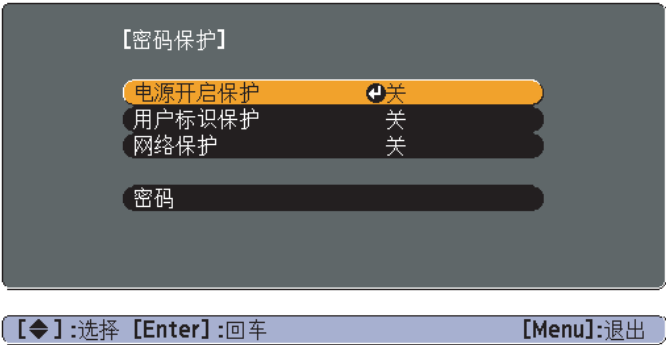 【密码保护】
电源开启保护 关
用户标识保护 关
网络保护 关
密码
[◆]:选择 [Enter]:回车 [Menu]:退出